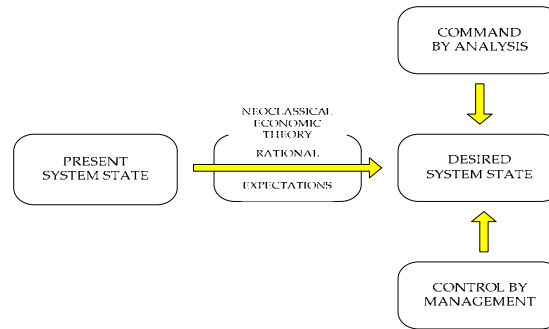 COMMAND
BY ANALYSIS
NEOCLASSICAL
ECONOMIC
THEORY
RATIONAL
EXPECTATIONS
PRESENT
SYSTEM STATE
DESIRED
SYSTEM STATE
CONTROL BY
MANAGEMENT